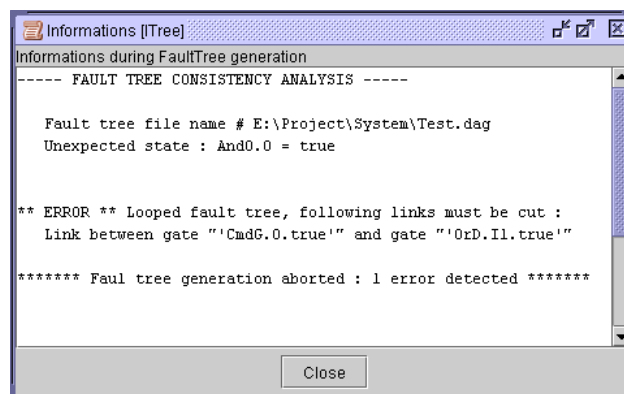 Informations [ITree]
Informations during FaultTree generation
----- FAULT TREE CONSISTENCY ANALYSIS -----
Fault tree file name # E:\Project\System\Test.dag
Unexpected state : And0.0 = true
** ERROR ** Looped fault tree, following links must be cut :
Link between gate "'CmdG.0.true'" and gate "'OrD.I1.true'"
******* Faul tree generation aborted : 1 error detected *******
Close